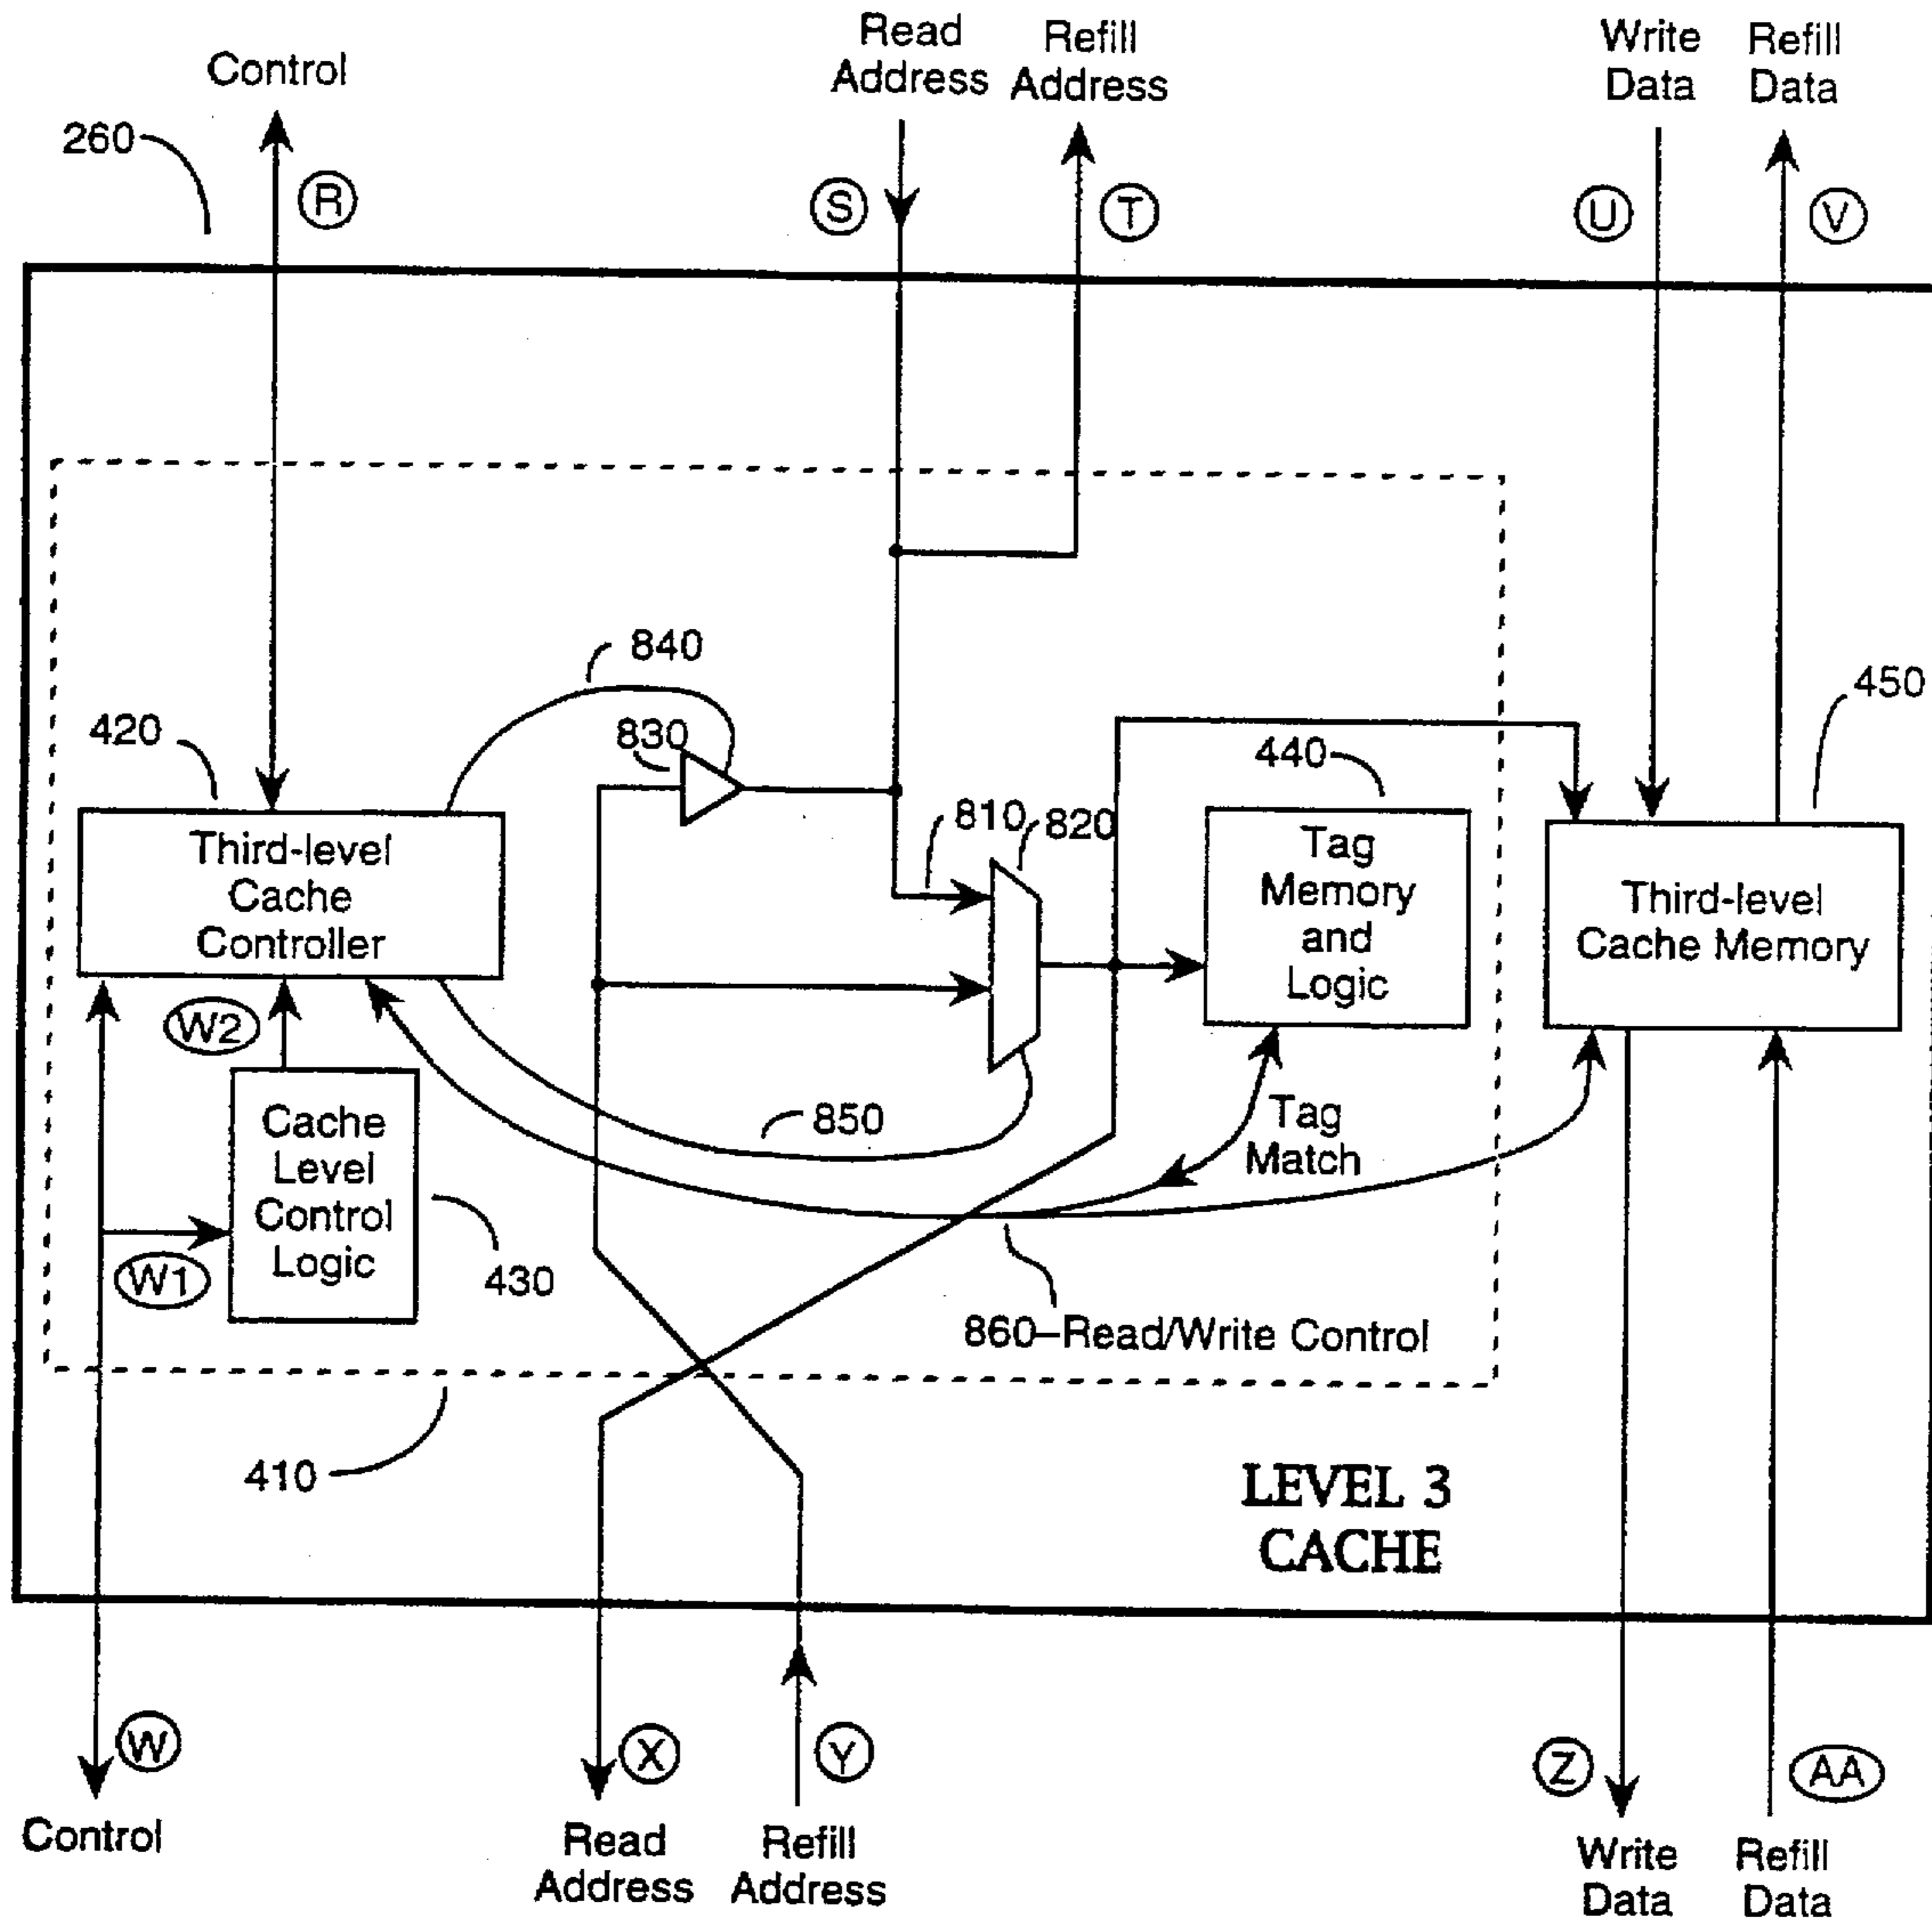 Control
Read Address
Refill Address
Write Data
Refill Data
260
R
S
T
U
V
840
830
420
450
440
810
820
Third-level
Cache
Controller
Tag
Memory
and
Logic
Third-level
Cache Memory
W2
Cache
Level
Control
Logic
850
Tag
Match
W1
430
860–Read/Write Control
410
LEVEL 3
CACHE
W
X
Y
Z
AA
Control
Read Address
Refill Address
Write Data
Refill Data